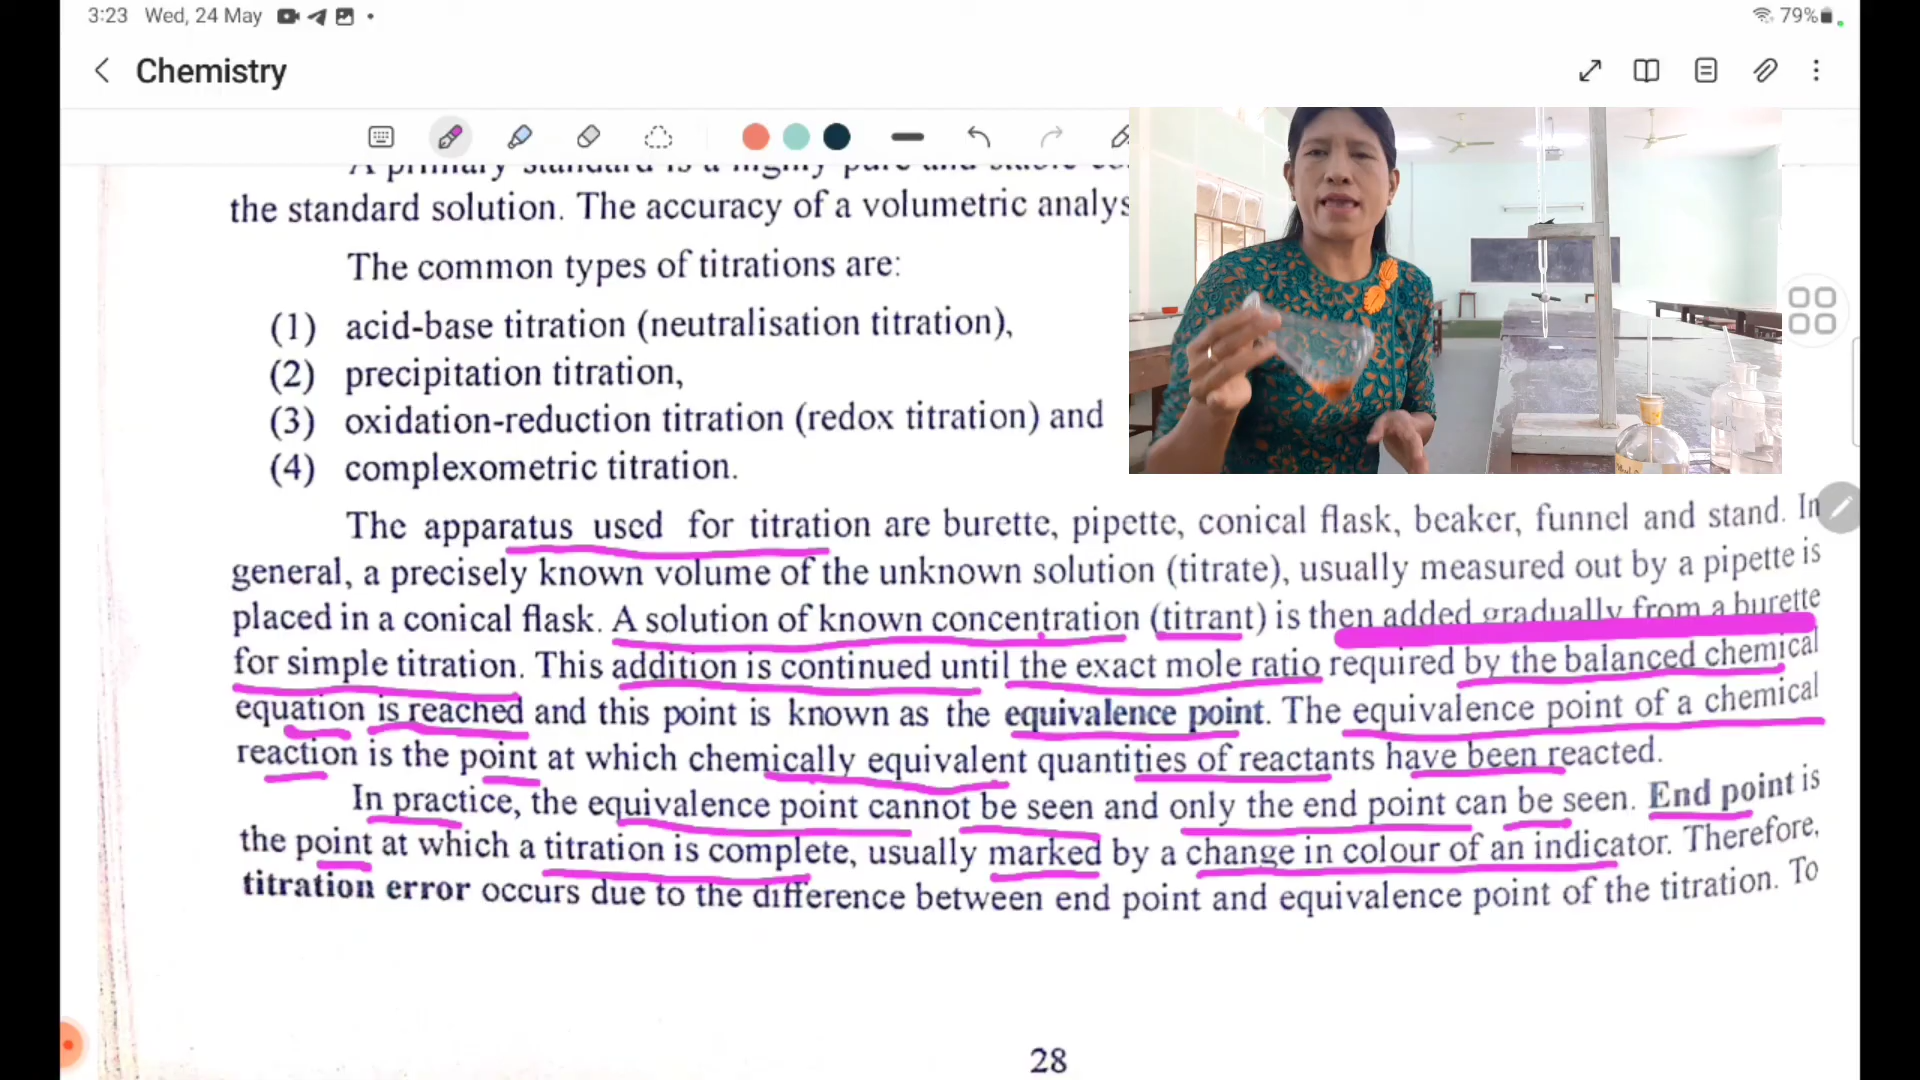 3:23 Wed, 24 May
79%
Chemistry
A primary standard is a highly pure and stable
the standard solution. The accuracy of a volumetric analys
The common types of titrations are:
(1) acid-base titration (neutralisation titration),
(2) precipitation titration,
(3) oxidation-reduction titration (redox titration) and
(4) complexometric titration.
The apparatus used for titration are burette, pipette, conical flask, beaker, funnel and stand. In
general, a precisely known volume of the unknown solution (titrate), usually measured out by a pipette is
placed in a conical flask. A solution of known concentration (titrant) is then added gradually from a burette
for simple titration. This addition is continued until the exact mole ratio required by the balanced chemical
equation is reached and this point is known as the equivalence point. The equivalence point of a chemical
reaction is the point at which chemically equivalent quantities of reactants have been reacted.
In practice, the equivalence point cannot be seen and only the end point can be seen. End point is
the point at which a titration is complete, usually marked by a change in colour of an indicator. Therefore,
titration error occurs due to the difference between end point and equivalence point of the titration. To
28